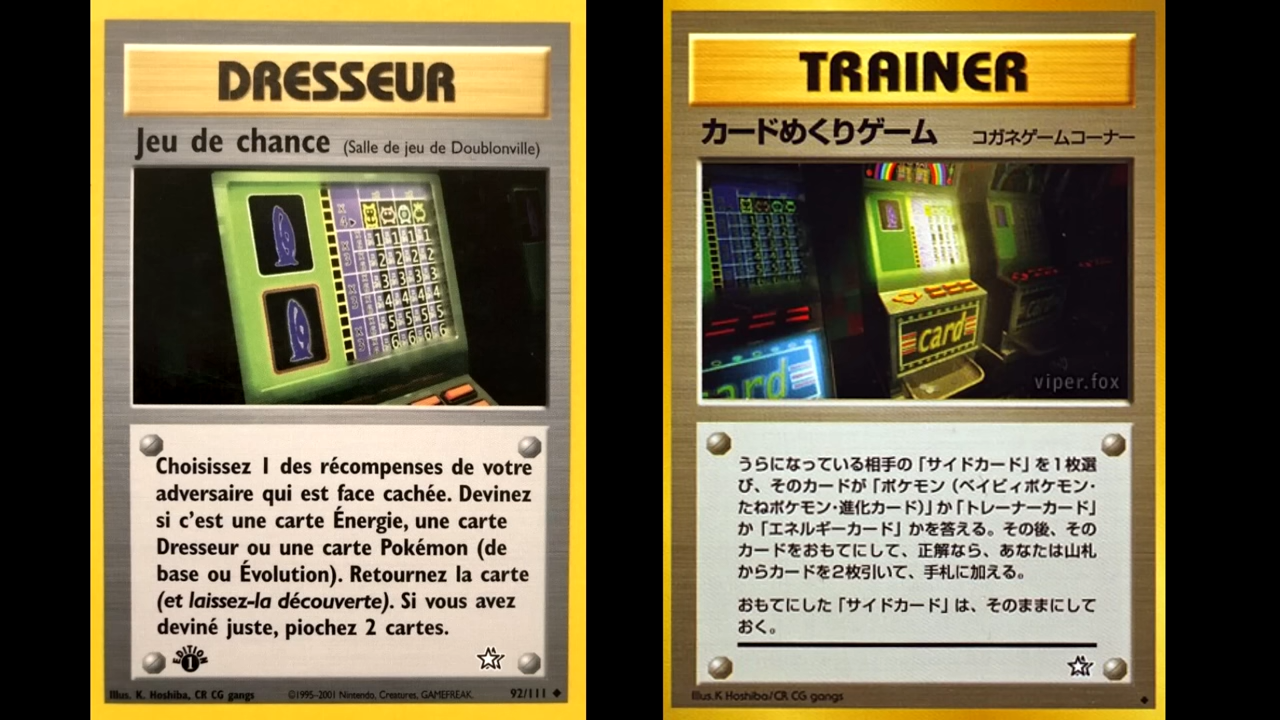 DRESSEUR
Jeu de chance (Salle de jeu de Doublonville)
Choisissez 1 des récompenses de votre
adversaire qui est face cachée. Devinez
si c'est une carte Énergie, une carte
Dresseur ou une carte Pokémon (de
base ou Évolution). Retournez la carte
(et laissez-la découverte). Si vous avez
deviné juste, piochez 2 cartes.
EDITION
1
Illus. K. Hoshiba, CR CG gangs ©1995-2001 Nintendo, Creatures, GAMEFREAK. 92/111
TRAINER
カードめくりゲーム コガネゲームコーナー
card
ard
viper.fox
うらになっている相手の「サイドカード」を1枚選
び、そのカードが「ポケモン(ベイビィポケモン・
たねポケモン・進化カード)」か「トレーナーカード」
か「エネルギーカード」かを答える。その後、その
カードをおもてにして、正解なら、あなたは山札
からカードを2枚引いて、手札に加える。
おもてにした「サイドカード」は、そのままにして
おく。
Illus.K Hoshiba/CR CG gangs